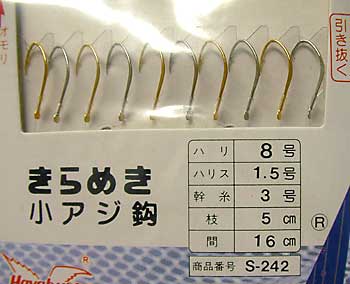 オモリ
引き抜く
きらめき
小アジ鈎
ハリ 8号
ハリス 1.5号
幹糸 3号
枝 5cm
間 16cm
商品番号 S-242
®
Hayabusa
®